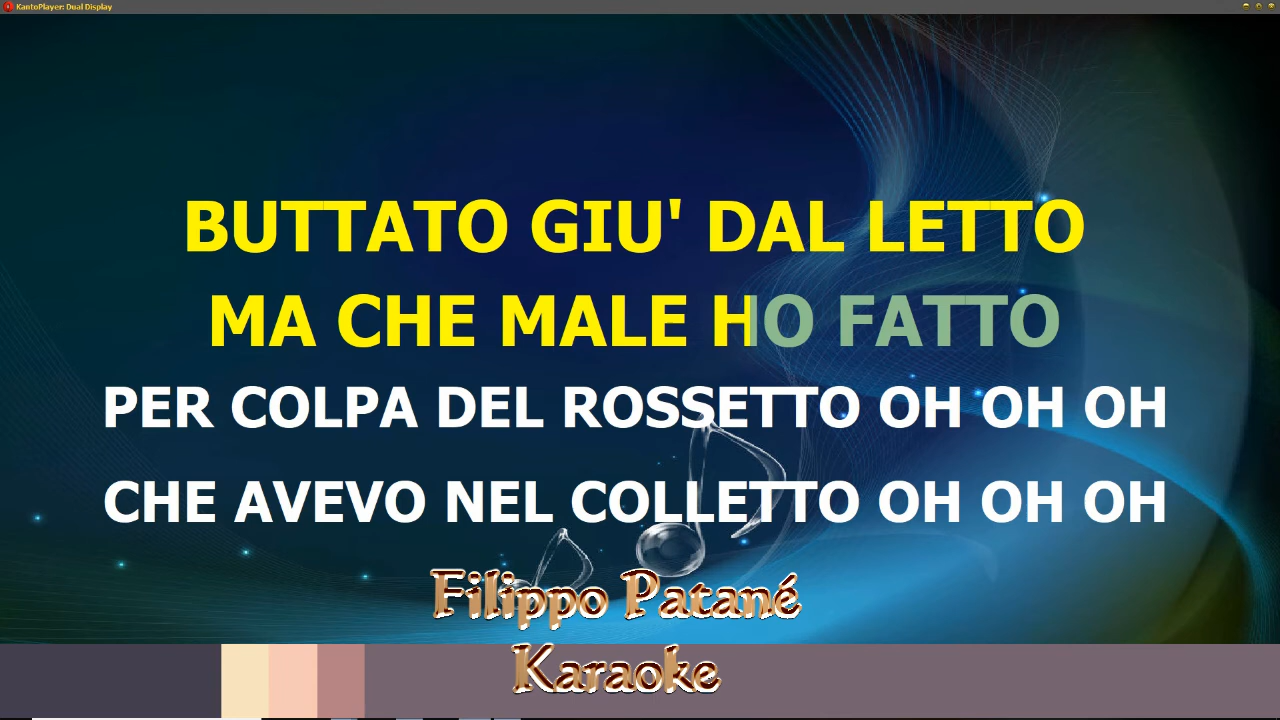 KantoPlayer: Dual Display
BUTTATO GIU' DAL LETTO
MA CHE MALE HO FATTO
PER COLPA DEL ROSSETTO OH OH OH
CHE AVEVO NEL COLLETTO OH OH OH
Filippo Patané
Karaoke